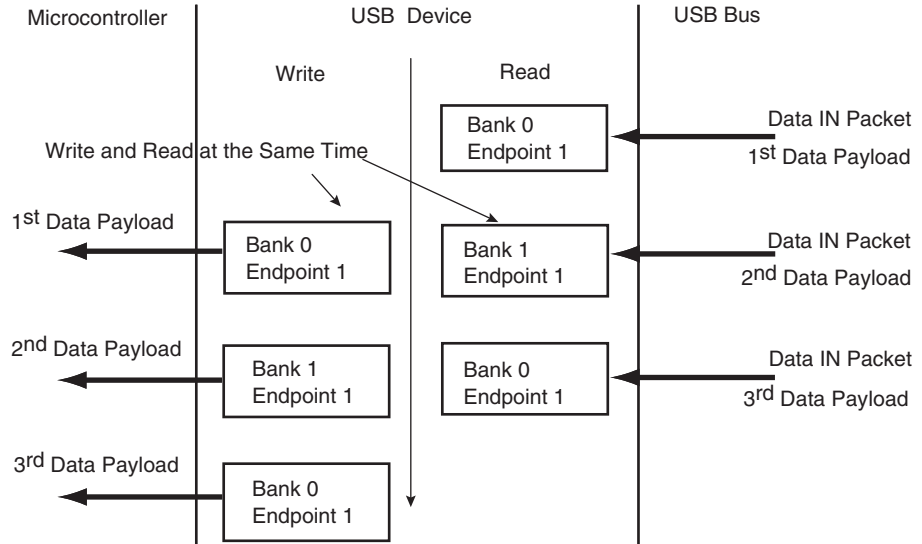 Microcontroller
USB Device
USB Bus
Write
Read
Bank 0
Endpoint 1
Data IN Packet
1st Data Payload
Write and Read at the Same Time
1st Data Payload
Bank 0
Endpoint 1
Bank 1
Endpoint 1
Data IN Packet
2nd Data Payload
2nd Data Payload
Bank 1
Endpoint 1
Bank 0
Endpoint 1
Data IN Packet
3rd Data Payload
3rd Data Payload
Bank 0
Endpoint 1